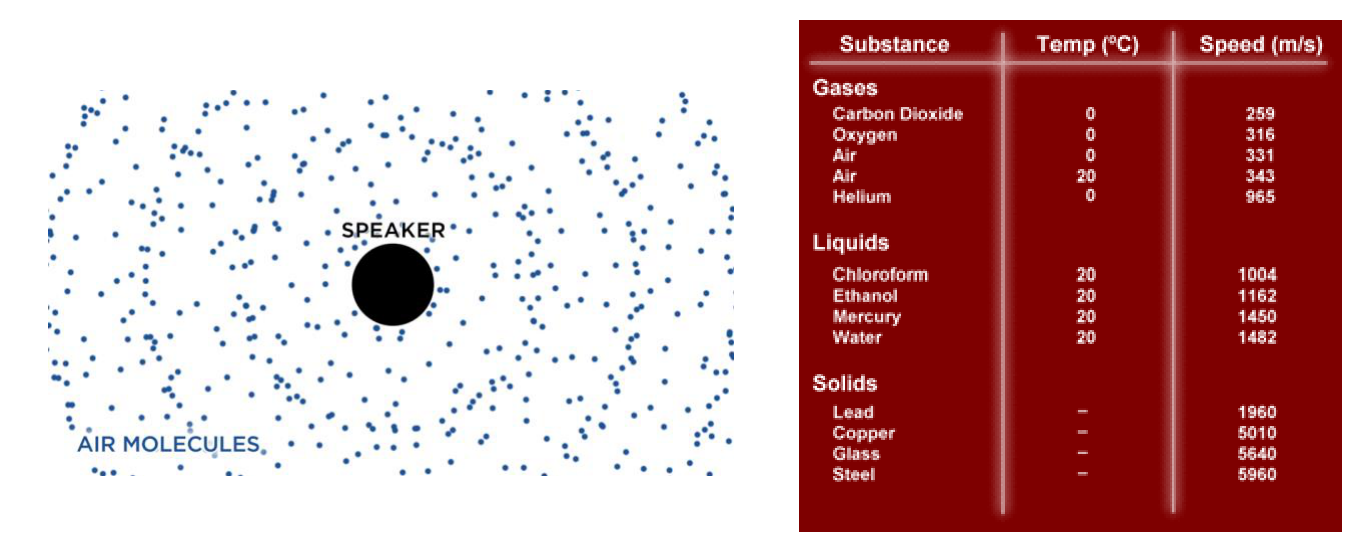 SPEAKER
AIR MOLECULES
Substance Temp (ºC) Speed (m/s)
Gases
Carbon Dioxide 0 259
Oxygen 0 316
Air 0 331
Air 20 343
Helium 0 965
Liquids
Chloroform 20 1004
Ethanol 20 1162
Mercury 20 1450
Water 20 1482
Solids
Lead – 1960
Copper – 5010
Glass – 5640
Steel – 5960